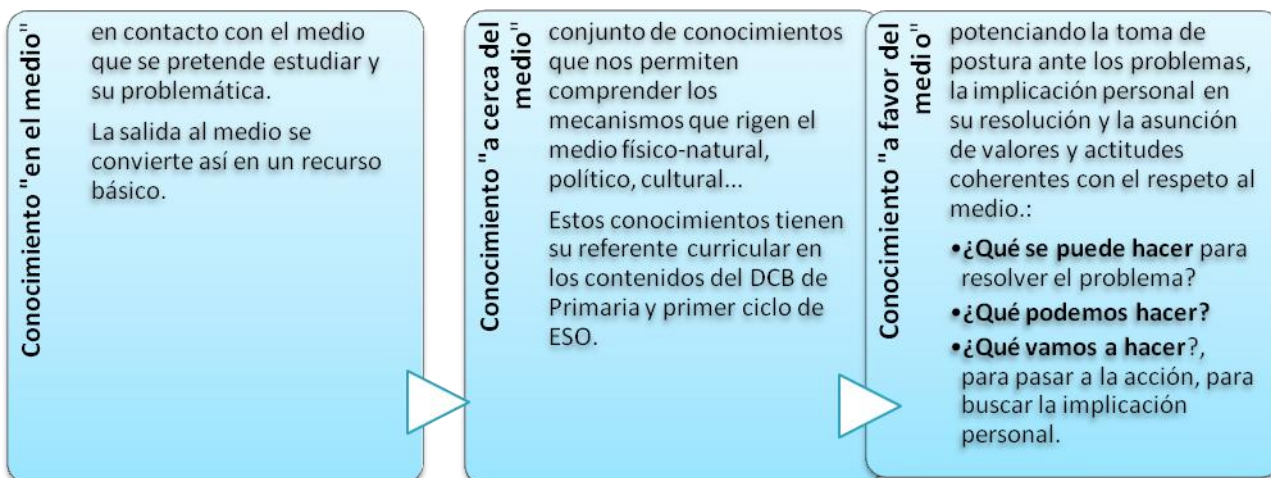 Conocimiento "en el medio"
en contacto con el medio
que se pretende estudiar y
su problemática.
La salida al medio se
convierte así en un recurso
básico.
Conocimiento "a cerca del
medio"
conjunto de conocimientos
que nos permiten
comprender los
mecanismos que rigen el
medio físico-natural,
político, cultural...
Estos conocimientos tienen
su referente curricular en
los contenidos del DCB de
Primaria y primer ciclo de
ESO.
Conocimiento "a favor del
medio"
potenciando la toma de
postura ante los problemas,
la implicación personal en
su resolución y la asunción
de valores y actitudes
coherentes con el respeto al
medio.:
•¿Qué se puede hacer para
resolver el problema?
•¿Qué podemos hacer?
•¿Qué vamos a hacer?,
para pasar a la acción, para
buscar la implicación
personal.